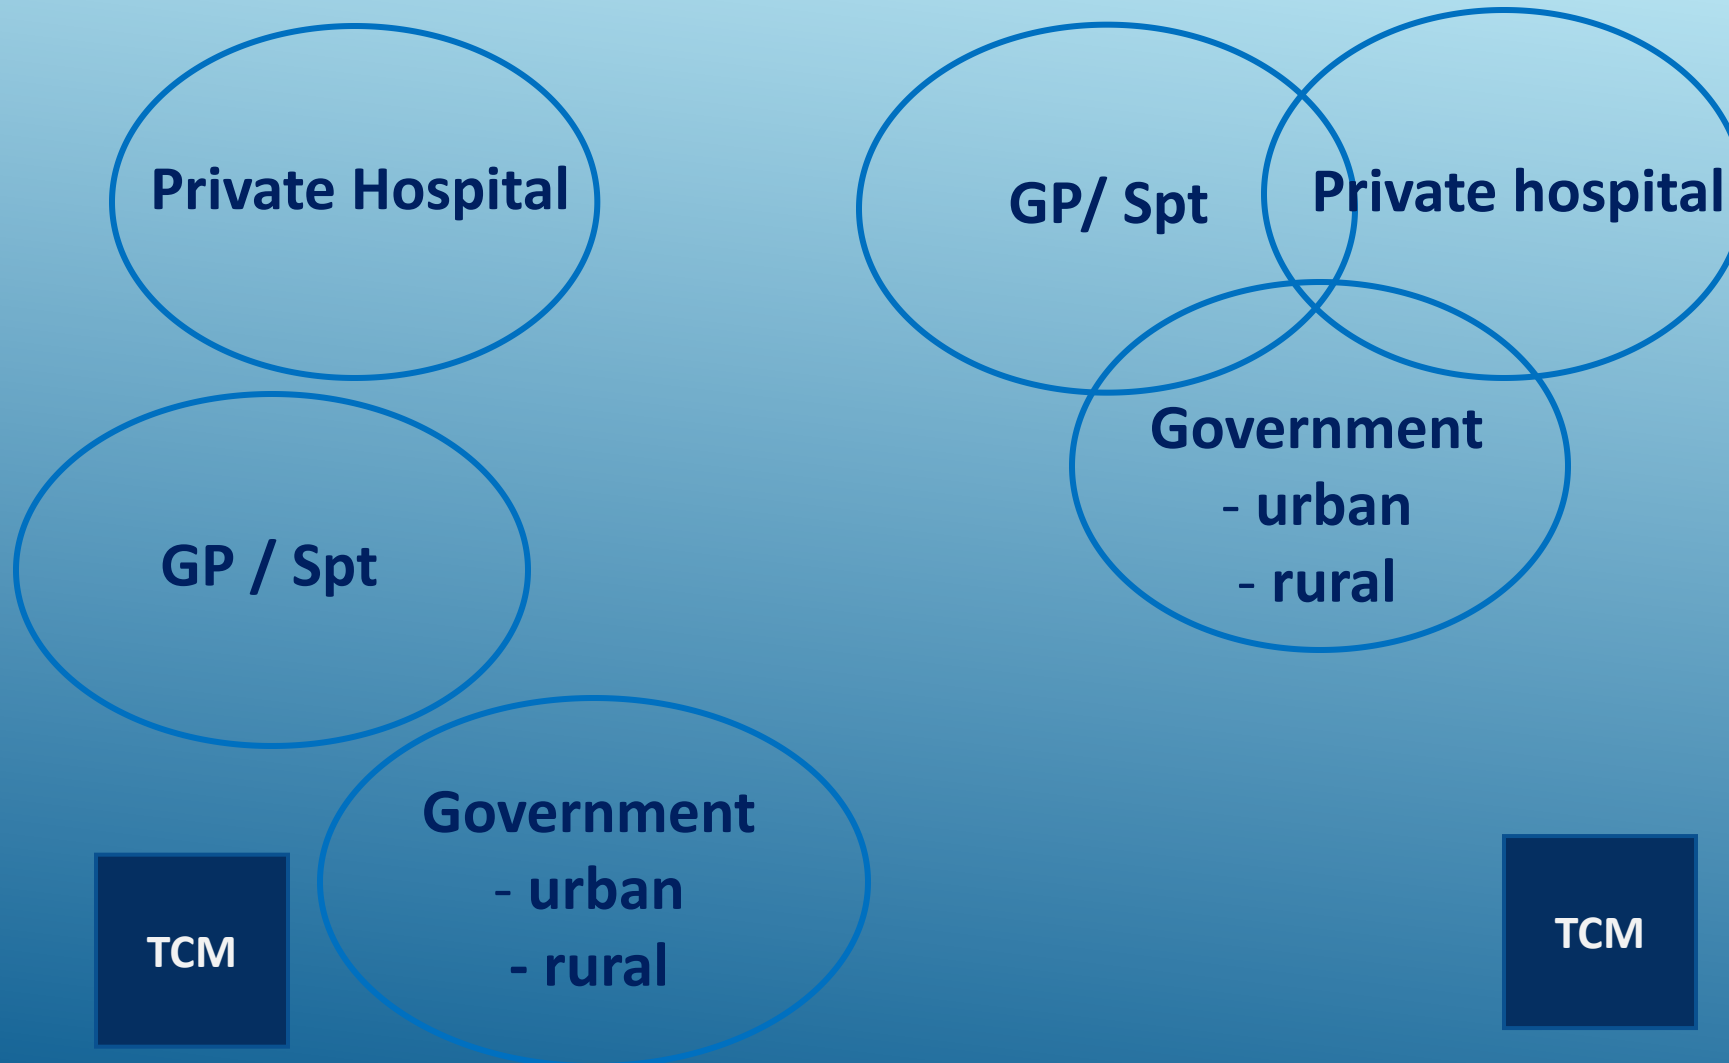 Private Hospital
GP / Spt
Government
- urban
- rural
TCM
GP/ Spt
Private hospital
Government
- urban
- rural
TCM